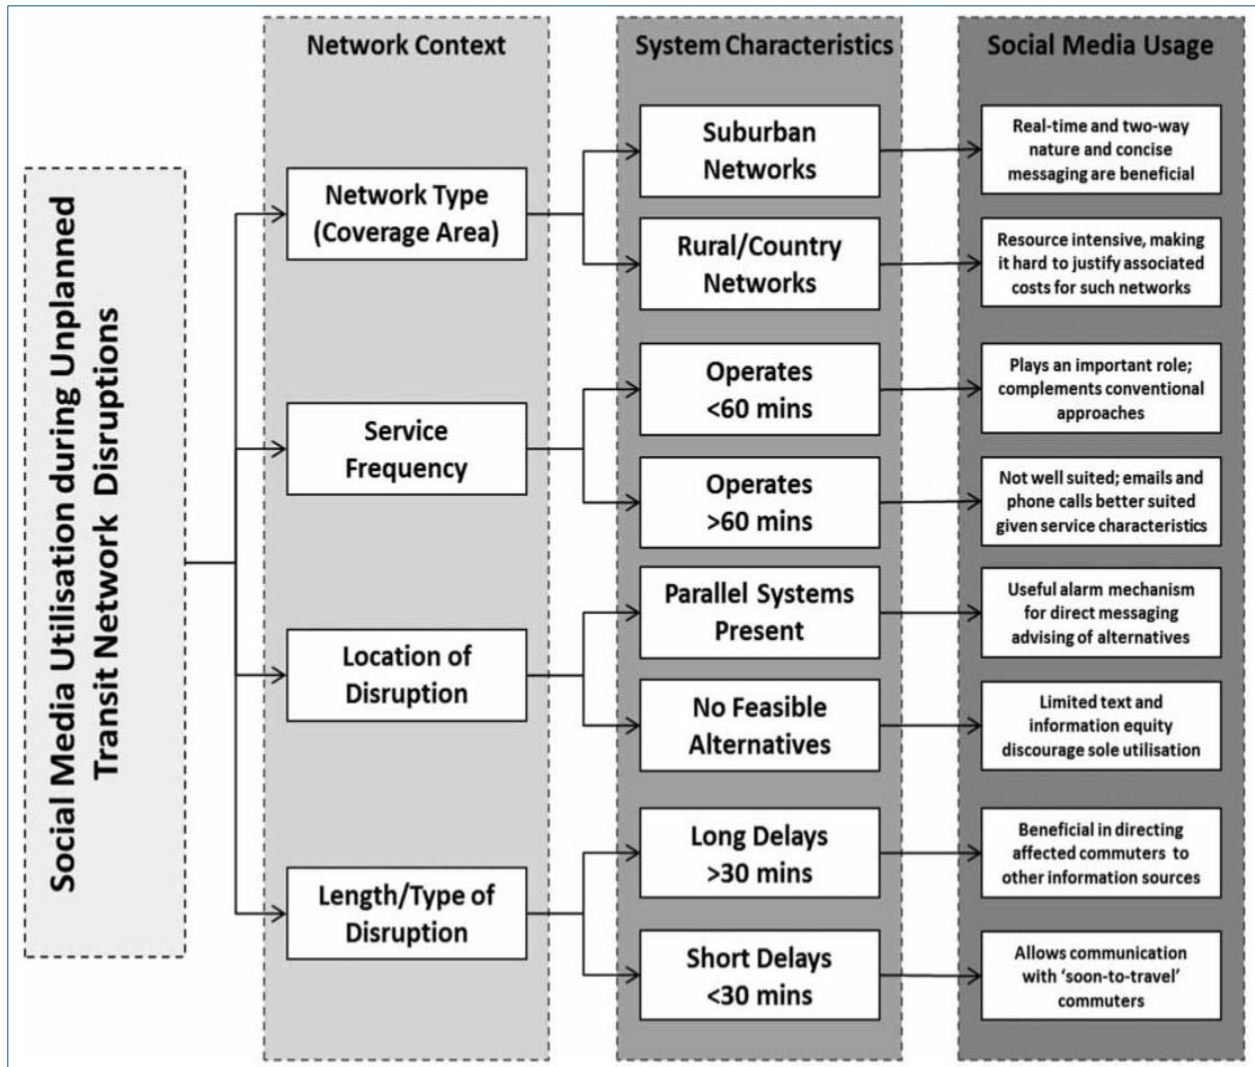 Social Media Utilisation during Unplanned
Transit Network Disruptions
Network Context
Network Type
(Coverage Area)
Service
Frequency
Location of
Disruption
Length/Type of
Disruption
System Characteristics
Suburban
Networks
Rural/Country
Networks
Operates
<60 mins
Operates
>60 mins
Parallel Systems
Present
No Feasible
Alternatives
Long Delays
>30 mins
Short Delays
<30 mins
Social Media Usage
Real-time and two-way
nature and concise
messaging are beneficial
Resource intensive, making
it hard to justify associated
costs for such networks
Plays an important role;
complements conventional
approaches
Not well suited; emails and
phone calls better suited
given service characteristics
Useful alarm mechanism
for direct messaging
advising of alternatives
Limited text and
information equity
discourage sole utilisation
Beneficial in directing
affected commuters to
other information sources
Allows communication
with ‘soon-to-travel’
commuters